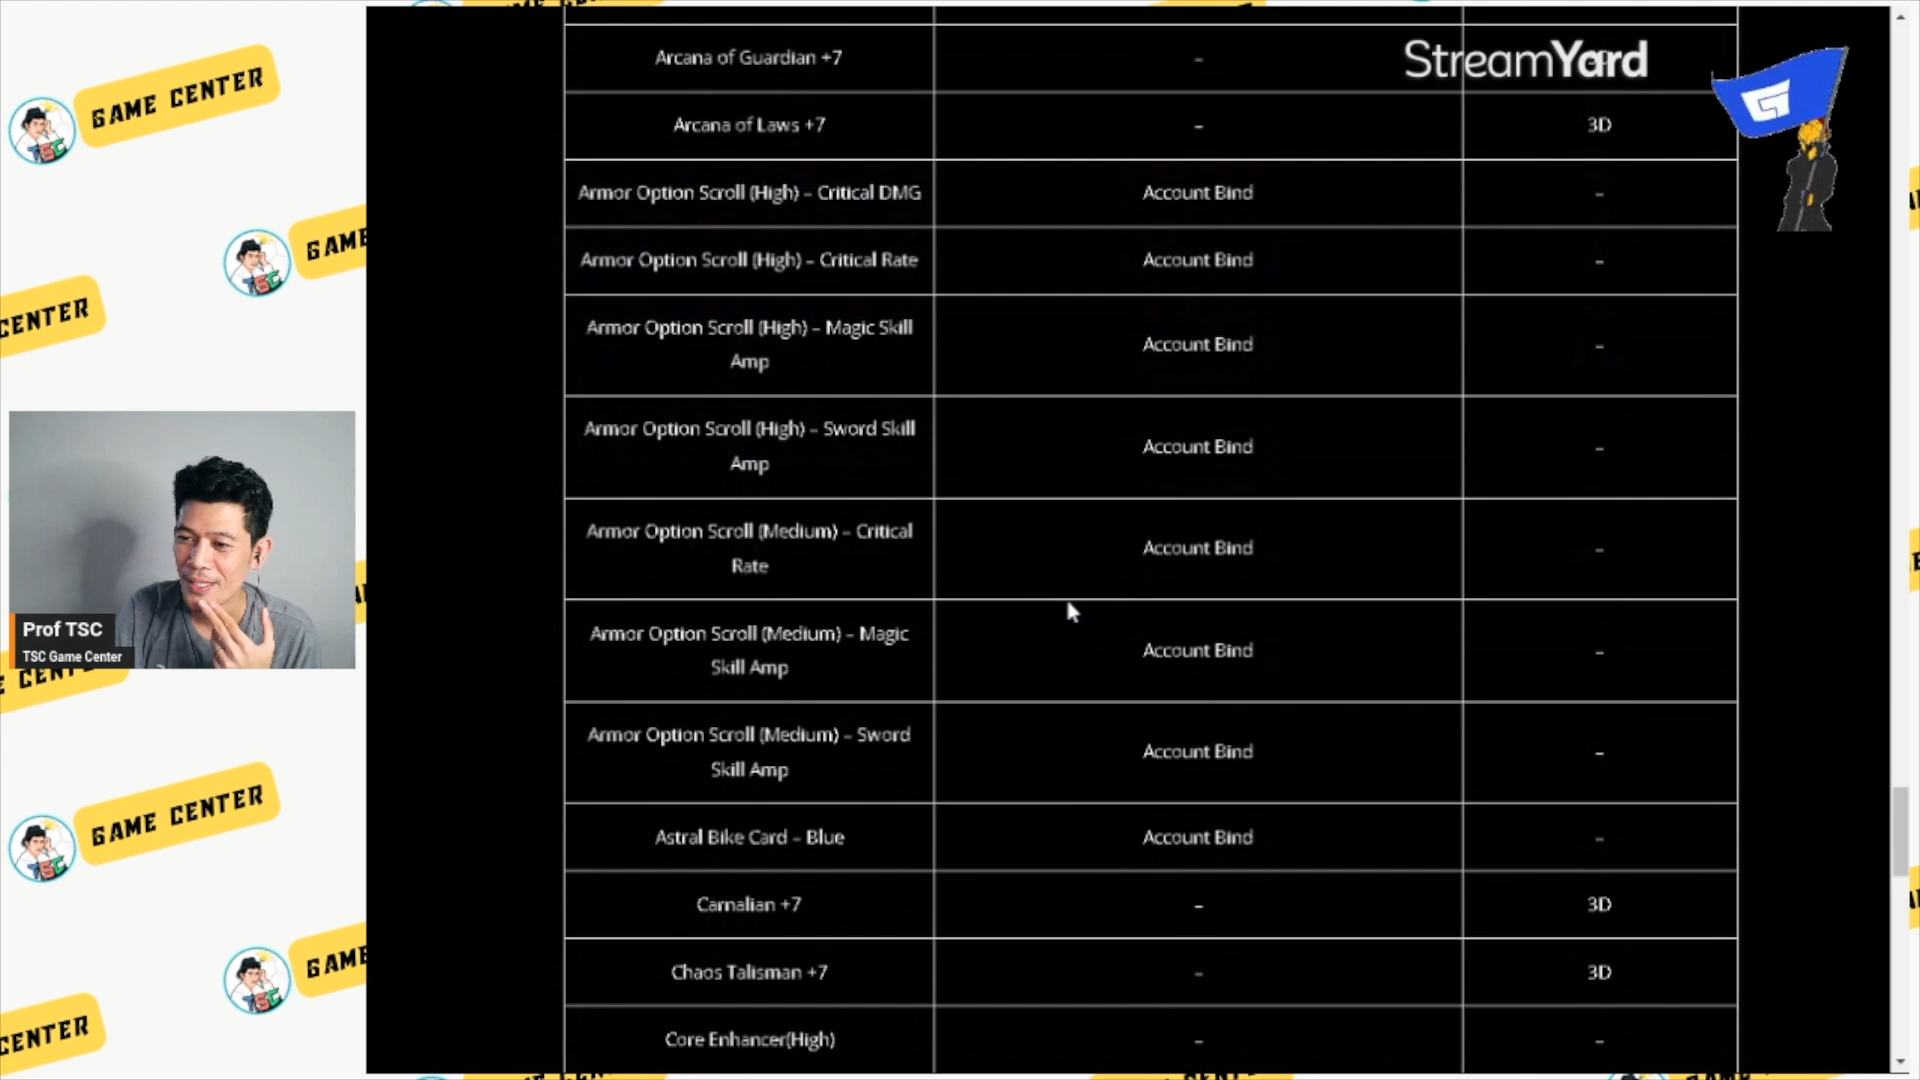 GAME CENTER
TSC
GAME
TSC
CENTER
Prof TSC
TSC Game Center
GAME CENTER
TSC
GAME
TSC
CENTER
StreamYard
Arcana of Guardian +7 –
Arcana of Laws +7 – 3D
Armor Option Scroll (High) – Critical DMG Account Bind –
Armor Option Scroll (High) – Critical Rate Account Bind –
Armor Option Scroll (High) – Magic Skill
Amp Account Bind –
Armor Option Scroll (High) – Sword Skill
Amp Account Bind –
Armor Option Scroll (Medium) – Critical
Rate Account Bind –
Armor Option Scroll (Medium) – Magic
Skill Amp Account Bind –
Armor Option Scroll (Medium) – Sword
Skill Amp Account Bind –
Astral Bike Card – Blue Account Bind –
Carnalian +7 – 3D
Chaos Talisman +7 – 3D
Core Enhancer(High) – –